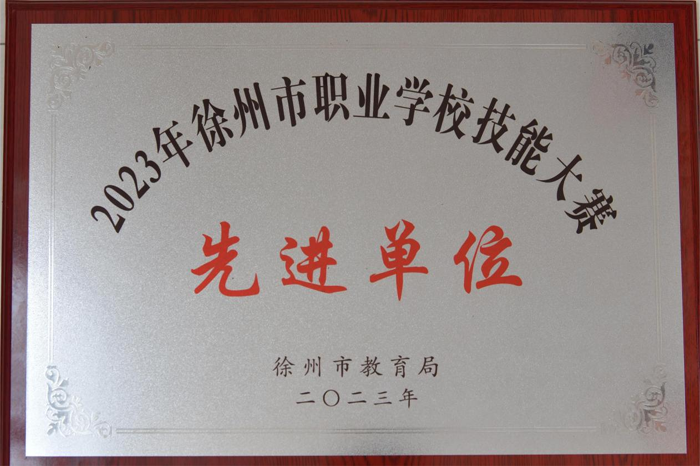 2023年徐州市职业学校技能大赛
先进单位
徐州市教育局
二〇二三年